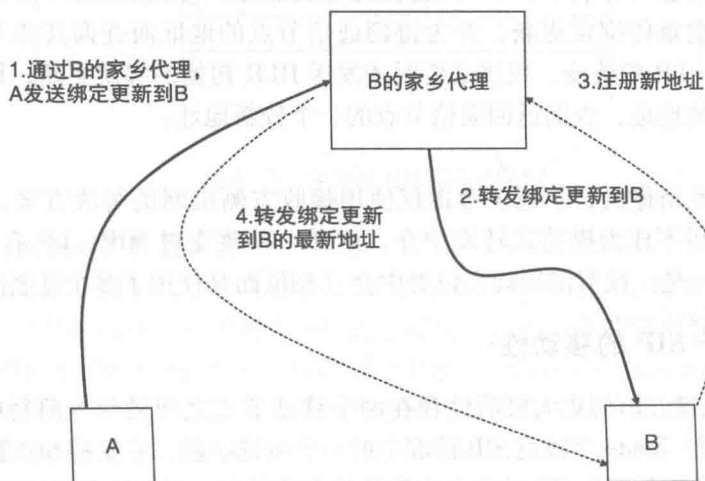 1.通过B的家乡代理
A发送绑定更新到B
B的家乡代理
3.注册新地址
2.转发绑定更新到B
4.转发绑定更新
到B的最新地址
A
B